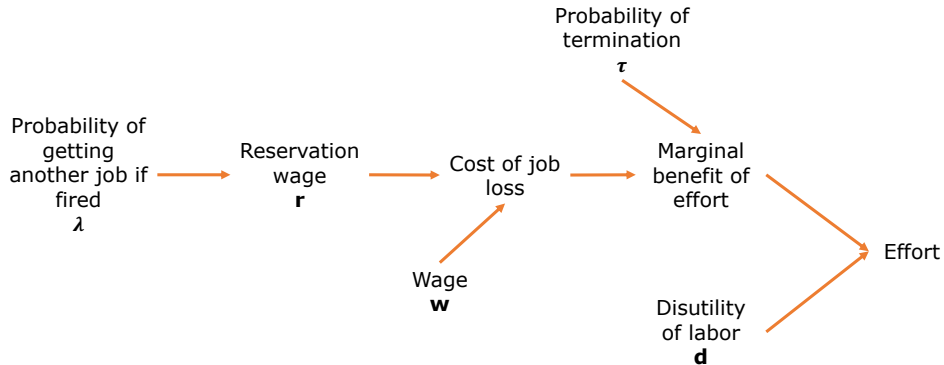 Probability of
termination
τ
Probability of
getting
another job if
fired
λ
Reservation
wage
r
Cost of job
loss
Marginal
benefit of
effort
Effort
Wage
w
Disutility
of labor
d